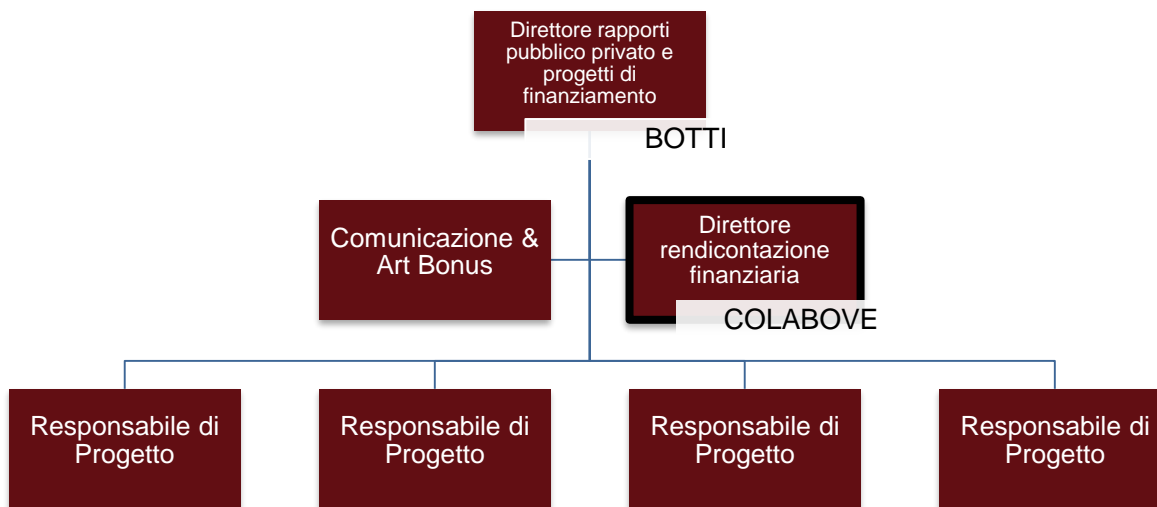 Direttore rapporti
pubblico privato e
progetti di
finanziamento
BOTTI
Comunicazione &
Art Bonus
Direttore
rendicontazione
finanziaria
COLABOVE
Responsabile di
Progetto
Responsabile di
Progetto
Responsabile di
Progetto
Responsabile di
Progetto